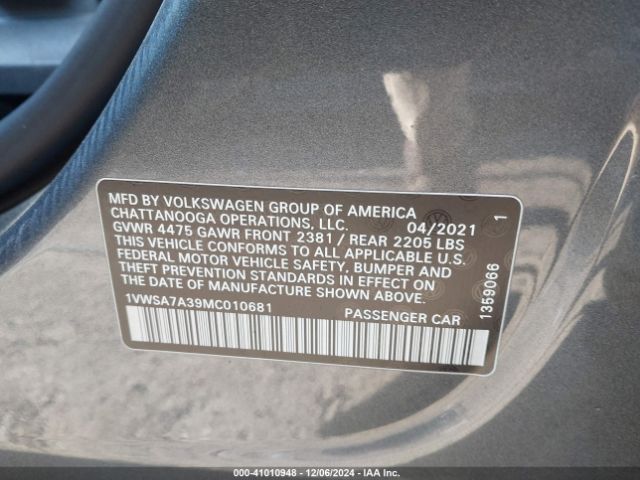 MFD BY VOLKSWAGEN GROUP OF AMERICA
CHATTANOOGA OPERATIONS, LLC. 04/2021
GVWR 4475 GAWR FRONT 2381 / REAR 2205 LBS
THIS VEHICLE CONFORMS TO ALL APPLICABLE U.S.
FEDERAL MOTOR VEHICLE SAFETY, BUMPER AND
THEFT PREVENTION STANDARDS IN EFFECT ON
THE DATE OF MANUFACTURE SHOWN ABOVE.
1VWSA7A39MC010681 PASSENGER CAR
1359066 1
000-41010948 - 12/06/2024 - IAA Inc.